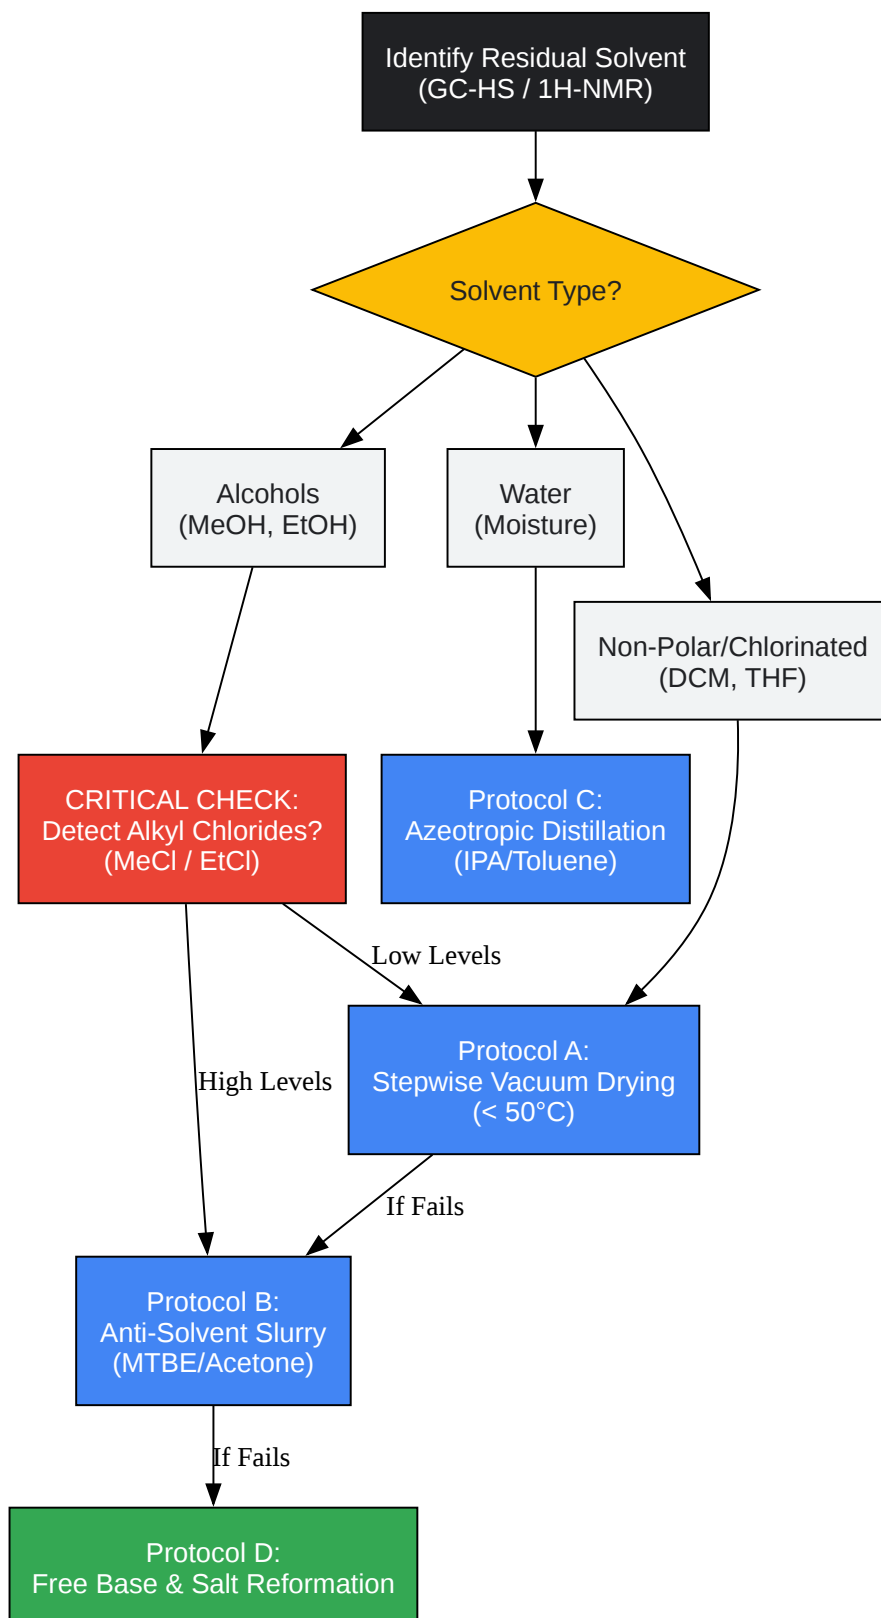 Identify Residual Solvent
(GC-HS / 1H-NMR)
Solvent Type?
Alcohols
(MeOH, EtOH)
Water
(Moisture)
Non-Polar/Chlorinated
(DCM, THF)
CRITICAL CHECK:
Detect Alkyl Chlorides?
(MeCl / EtCl)
Protocol C:
Azeotropic Distillation
(IPA/Toluene)
Low Levels
Protocol A:
Stepwise Vacuum Drying
(< 50°C)
High Levels
If Fails
Protocol B:
Anti-Solvent Slurry
(MTBE/Acetone)
If Fails
Protocol D:
Free Base & Salt Reformation